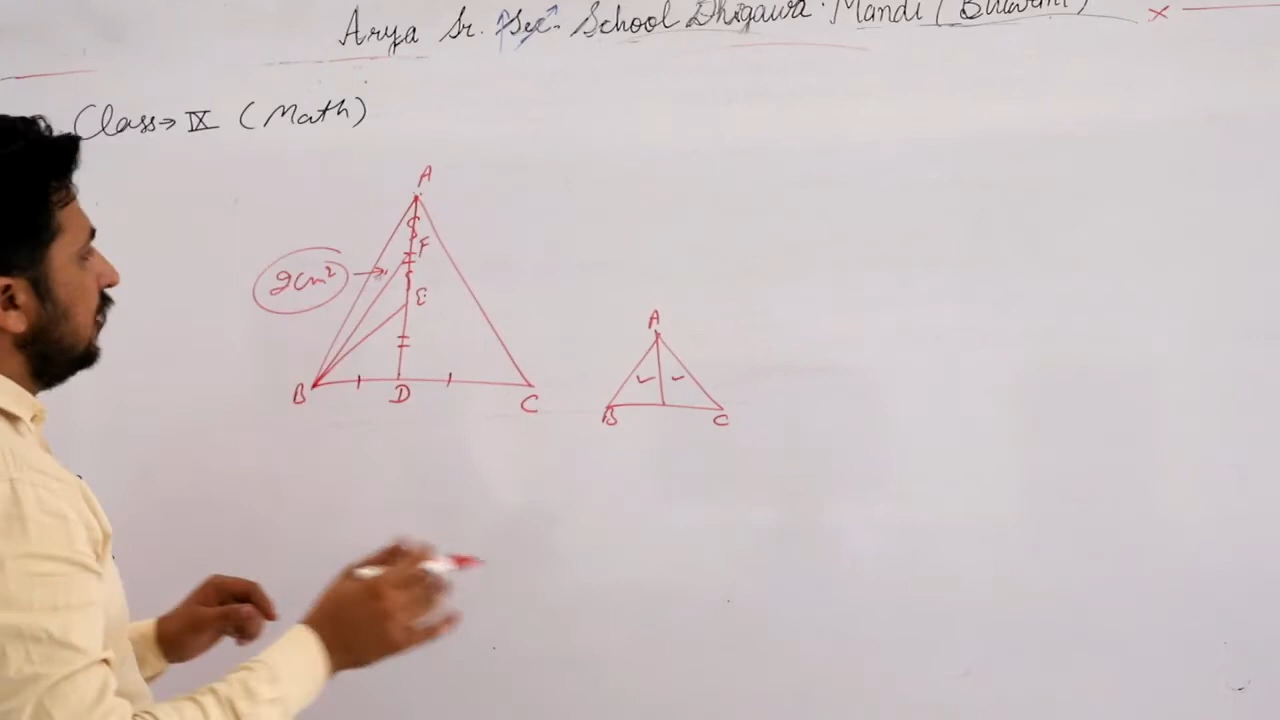 Arya Sr. Sec. School Dhigawa Mandi (Bhiwani)
Class→ IX (Math)
A
F
2cm²
E
B D C
A
B C